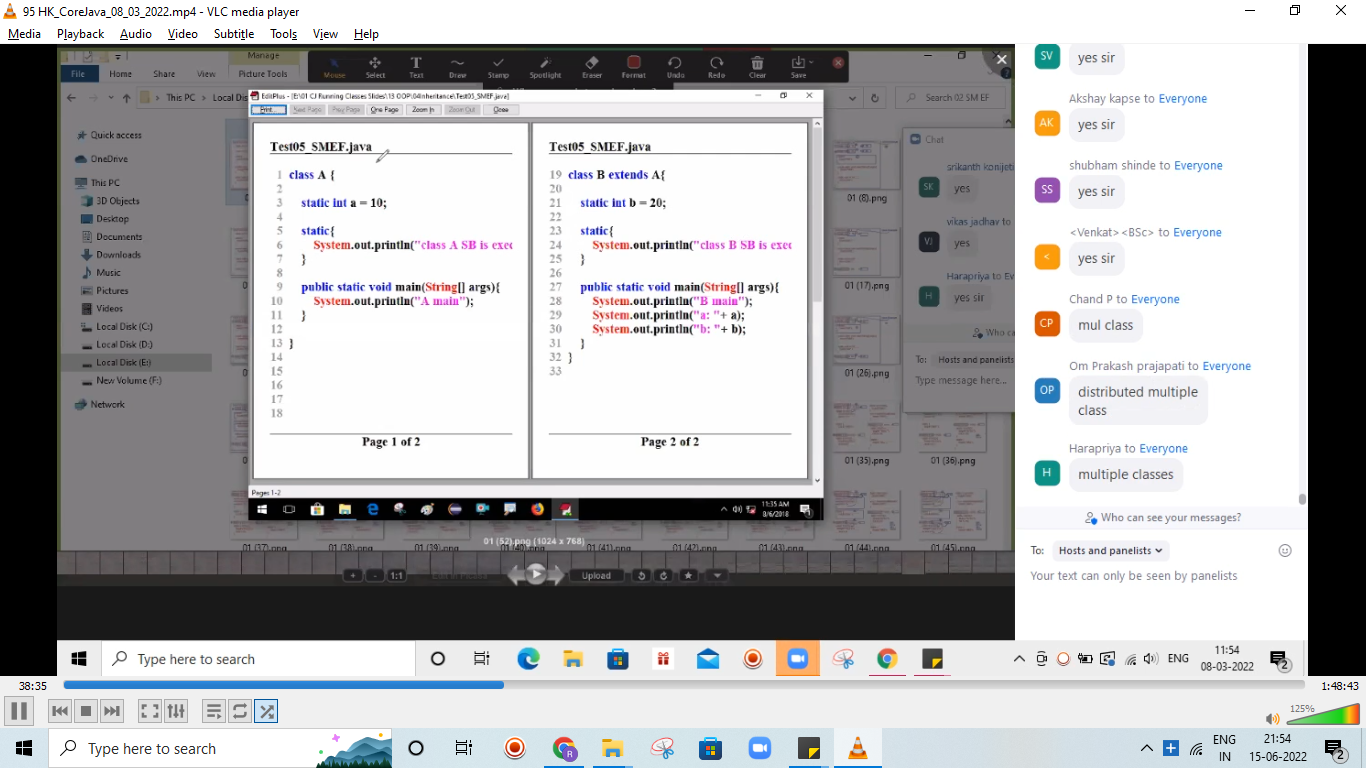 95 HK_CoreJava_08_03_2022.mp4 - VLC media player
Media Playback Audio Video Subtitle Tools View Help
Manage
File Home Share View Picture Tools
Mouse Select Text Draw Stamp Spotlight Eraser Format Undo Redo Clear Save
This PC Local Dis
Search 02 SM EF
EditPlus - [E:\01 CJ Running Classes Slides\13 OOP\04Inheritance\Test05_SMEF.java]
Print... Next Page Prev Page One Page Zoom In Zoom Out Close
Quick access
OneDrive
This PC
3D Objects
Desktop
Documents
Downloads
Music
Pictures
Videos
Local Disk (C:)
Local Disk (D:)
Local Disk (E:)
New Volume (F:)
Network
Test05_SMEF.java
1 class A {
2
3 static int a = 10;
4
5 static{
6 System.out.println("class A SB is exec
7 }
8
9 public static void main(String[] args){
10 System.out.println("A main");
11 }
12
13 }
14
15
16
17
18
Page 1 of 2
Test05_SMEF.java
19 class B extends A{
20
21 static int b = 20;
22
23 static{
24 System.out.println("class B SB is exec
25 }
26
27 public static void main(String[] args){
28 System.out.println("B main");
29 System.out.println("a: "+ a);
30 System.out.println("b: "+ b);
31 }
32 }
33
Page 2 of 2
Pages 1-2
11:35 AM
8/6/2018
01 (8).png
01 (17).png
01 (26).png
01 (35).png 01 (36).png
01 (37).png 01 (38).png 01 (39).png 01 (40).png 01 (41).png 01 (42).png 01 (43).png 01 (44).png 01 (45).png
01 (52).png (1024 x 768)
1:1 Edit in Picasa Upload
Chat
srikanth konijeti
SK yes
vikas jadhav to
VJ yes
Harapriya to Ev
H yes sir
Who ca
To: Hosts and panelists
Type message here...
SV yes sir
Akshay kapse to Everyone
AK yes sir
shubham shinde to Everyone
SS yes sir
<Venkat> <BSc> to Everyone
< yes sir
Chand P to Everyone
CP mul class
Om Prakash prajapati to Everyone
OP distributed multiple
class
Harapriya to Everyone
H multiple classes
Who can see your messages?
To: Hosts and panelists
Your text can only be seen by panelists
Type here to search
ENG
11:54
08-03-2022
2
38:35
1:48:43
125%
Type here to search
R
ENG
IN
21:54
15-06-2022
2